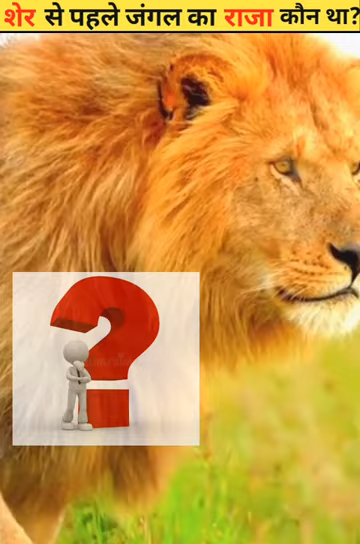 शेर से पहले जंगल का राजा कौन था?